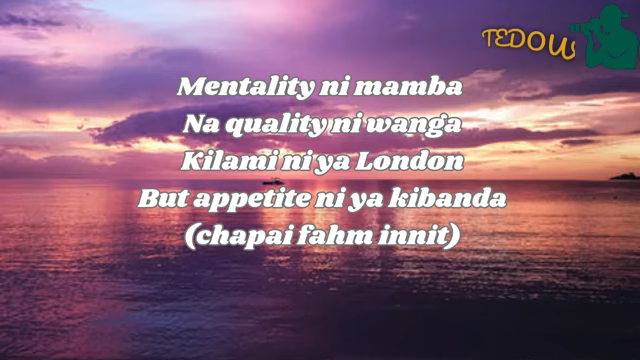 TEDOW
Mentality ni mamba
Na quality ni wanga
Kilami ni ya London
But appetite ni ya kibanda
(chapai fahm innit)